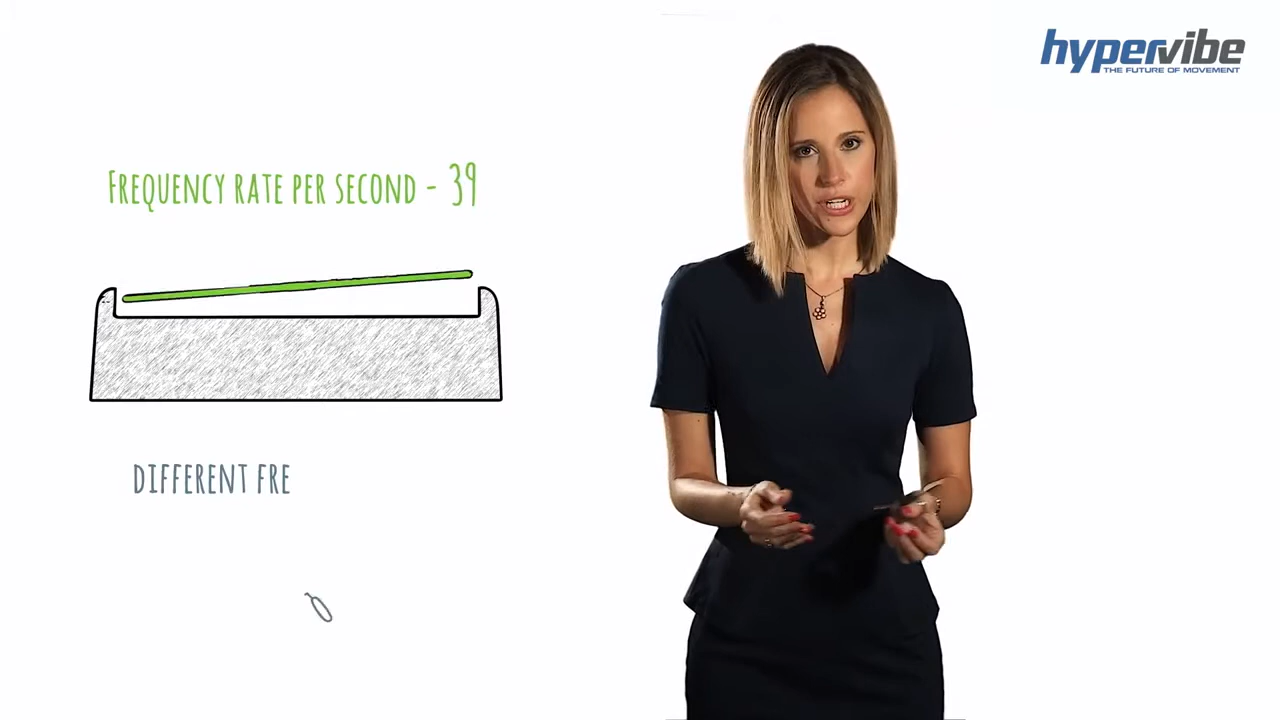 hypervibe
THE FUTURE OF MOVEMENT
FREQUENCY RATE PER SECOND - 39
DIFFERENT FRE